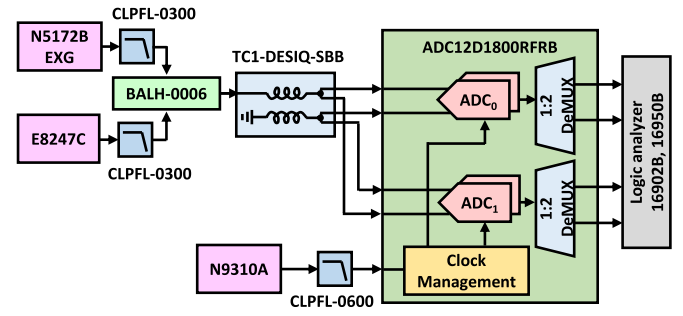 CLPFL-0300
N5172B
EXG
BALH-0006
E8247C
CLPFL-0300
TC1-DESIQ-SBB
ADC12D1800RFRB
ADC₀
1:2
DeMUX
ADC₁
1:2
DeMUX
Logic analyzer
16902B, 16950B
N9310A
CLPFL-0600
Clock
Management